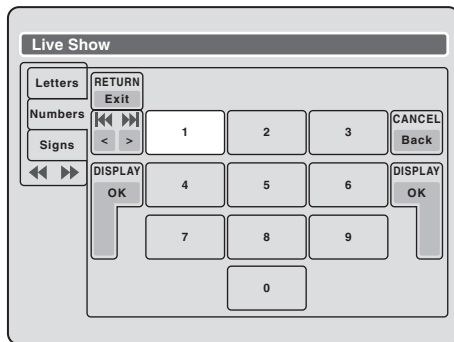 Live Show
Letters
Numbers
Signs
RETURN
Exit
< >
1 2 3
CANCEL
Back
DISPLAY
OK
4 5 6
DISPLAY
OK
7 8 9
0